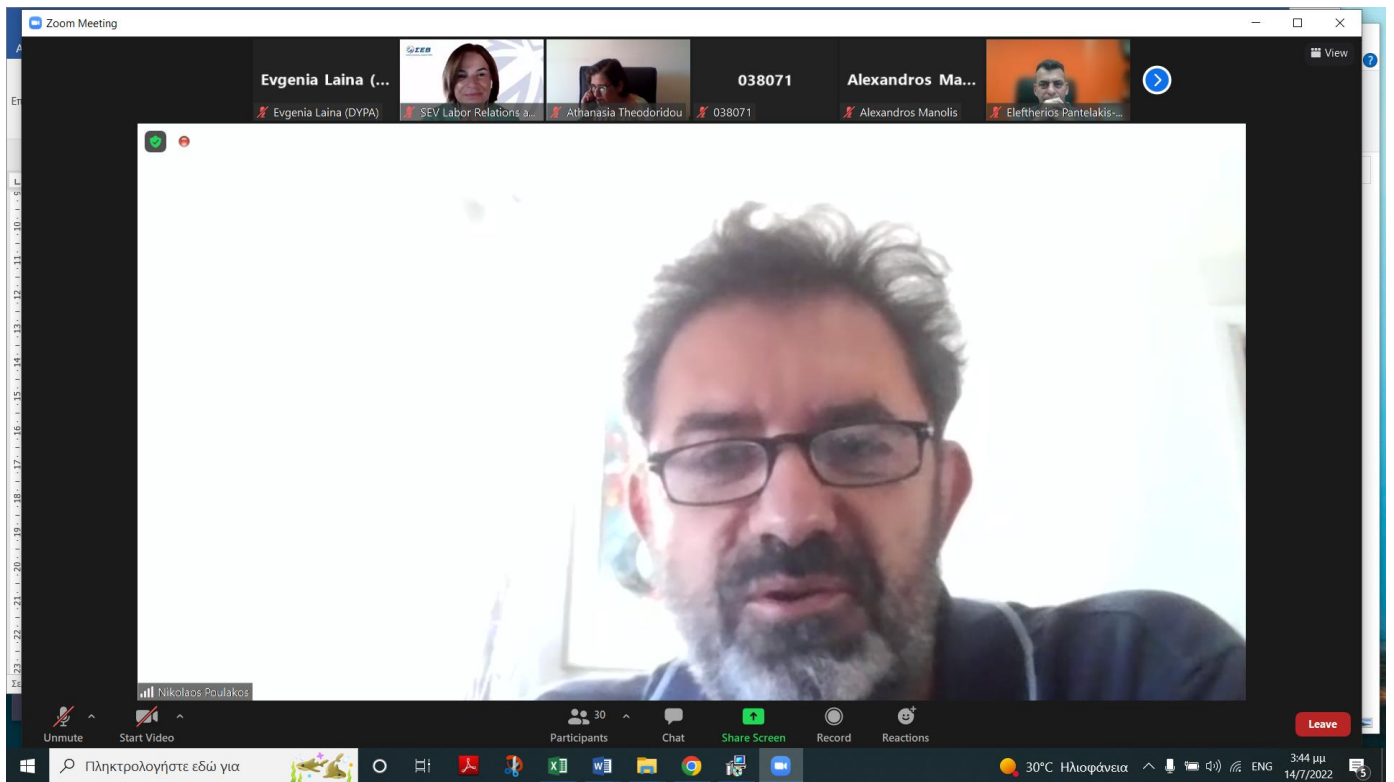 Zoom Meeting
View
Evgenia Laina (...
038071
Alexandros Ma...
ΣΕΒ
Evgenia Laina (DYPA)
SEV Labor Relations a...
Athanasia Theodoridou
038071
Alexandros Manolis
Eleftherios Pantelakis-...
Nikolaos Poulakos
Unmute
Start Video
30
Participants
Chat
Share Screen
Record
Reactions
Leave
Πληκτρολογήστε εδώ για
30°C Ηλιοφάνεια
ENG
3:44 μμ
14/7/2022
5